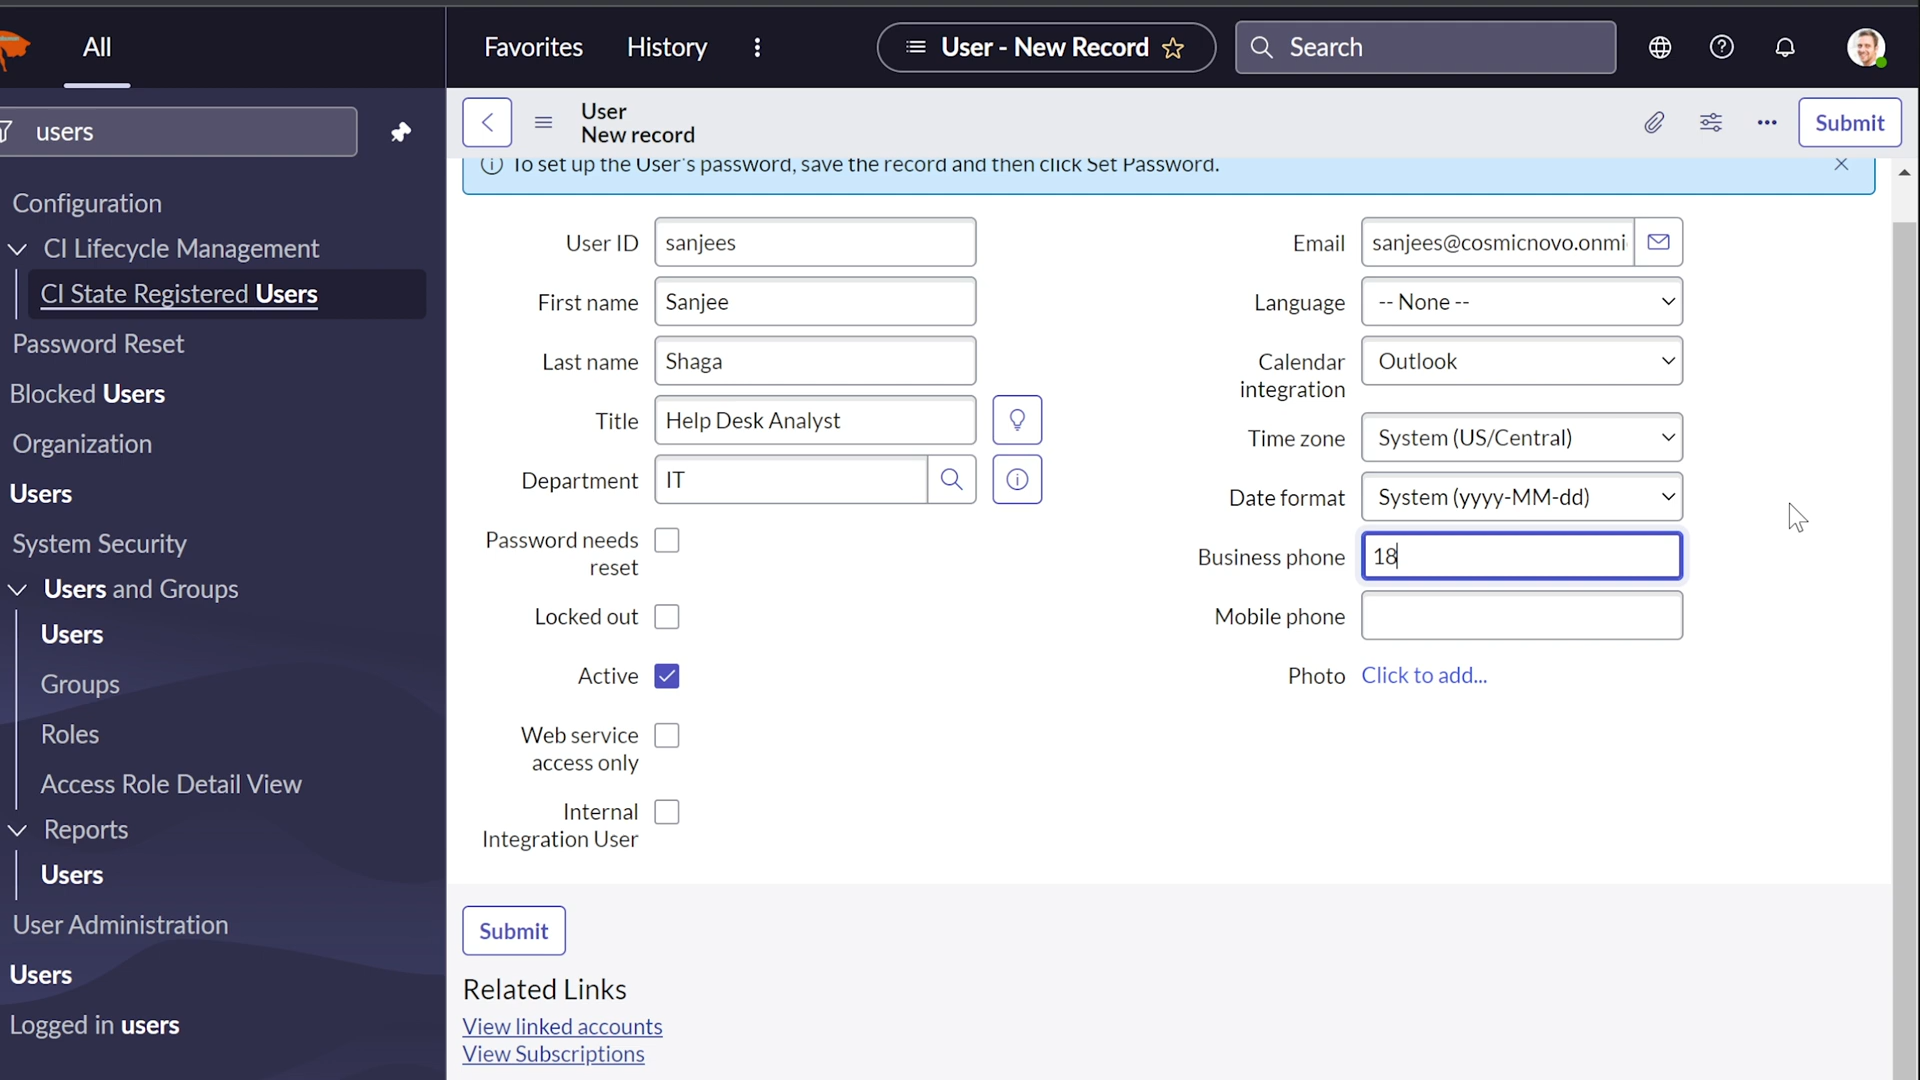 All
Favorites
History
User - New Record
Search
users
Configuration
CI Lifecycle Management
CI State Registered Users
Password Reset
Blocked Users
Organization
Users
System Security
Users and Groups
Users
Groups
Roles
Access Role Detail View
Reports
Users
User Administration
Users
Logged in users
User
New record
Submit
To set up the User's password, save the record and then click Set Password.
User ID
sanjees
First name
Sanjee
Last name
Shaga
Title
Help Desk Analyst
Department
IT
Password needs
reset
Locked out
Active
Web service
access only
Internal
Integration User
Email
sanjees@cosmicnovo.onmi
Language
-- None --
Calendar
integration
Outlook
Time zone
System (US/Central)
Date format
System (yyyy-MM-dd)
Business phone
18
Mobile phone
Photo
Click to add...
Submit
Related Links
View linked accounts
View Subscriptions